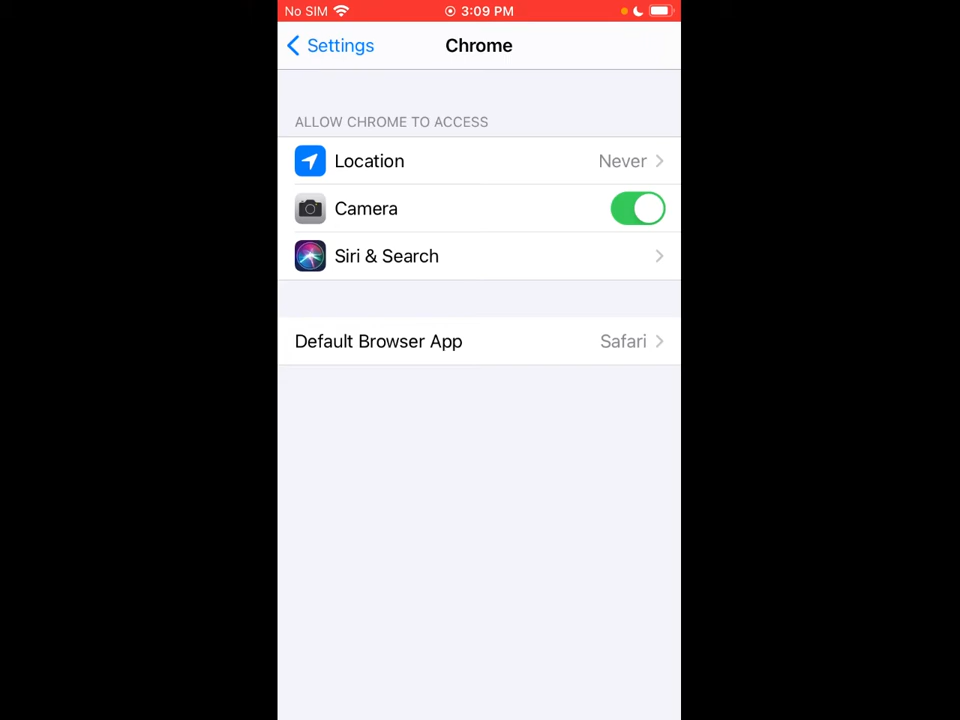 No SIM 3:09 PM
Settings Chrome
ALLOW CHROME TO ACCESS
Location Never
Camera
Siri & Search
Default Browser App Safari